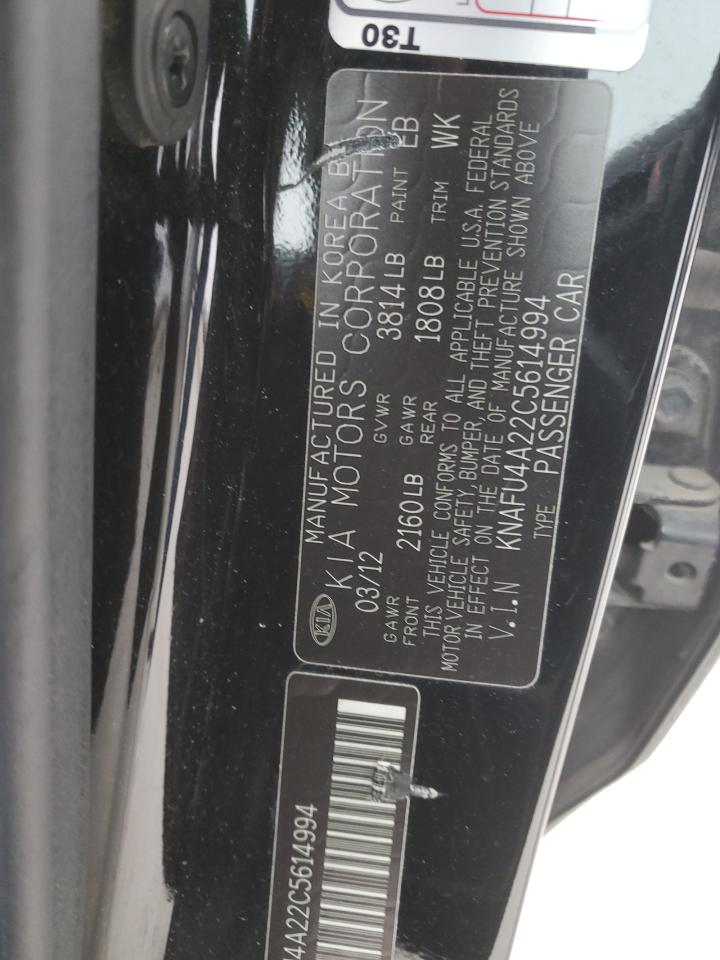 T30
KIA
MANUFACTURED IN KOREA B
KIA MOTORS CORPORATION
03/12 GVWR 3814LB PAINT EB
GAWR FRONT 2160LB GAWR REAR 1808LB TRIM WK
THIS VEHICLE CONFORMS TO ALL APPLICABLE U.S.A. FEDERAL
MOTOR VEHICLE SAFETY, BUMPER, AND THEFT PREVENTION STANDARDS
IN EFFECT ON THE DATE OF MANUFACTURE SHOWN ABOVE
V.I.N KNAFU4A22C5614994
TYPE PASSENGER CAR
4A22C5614994